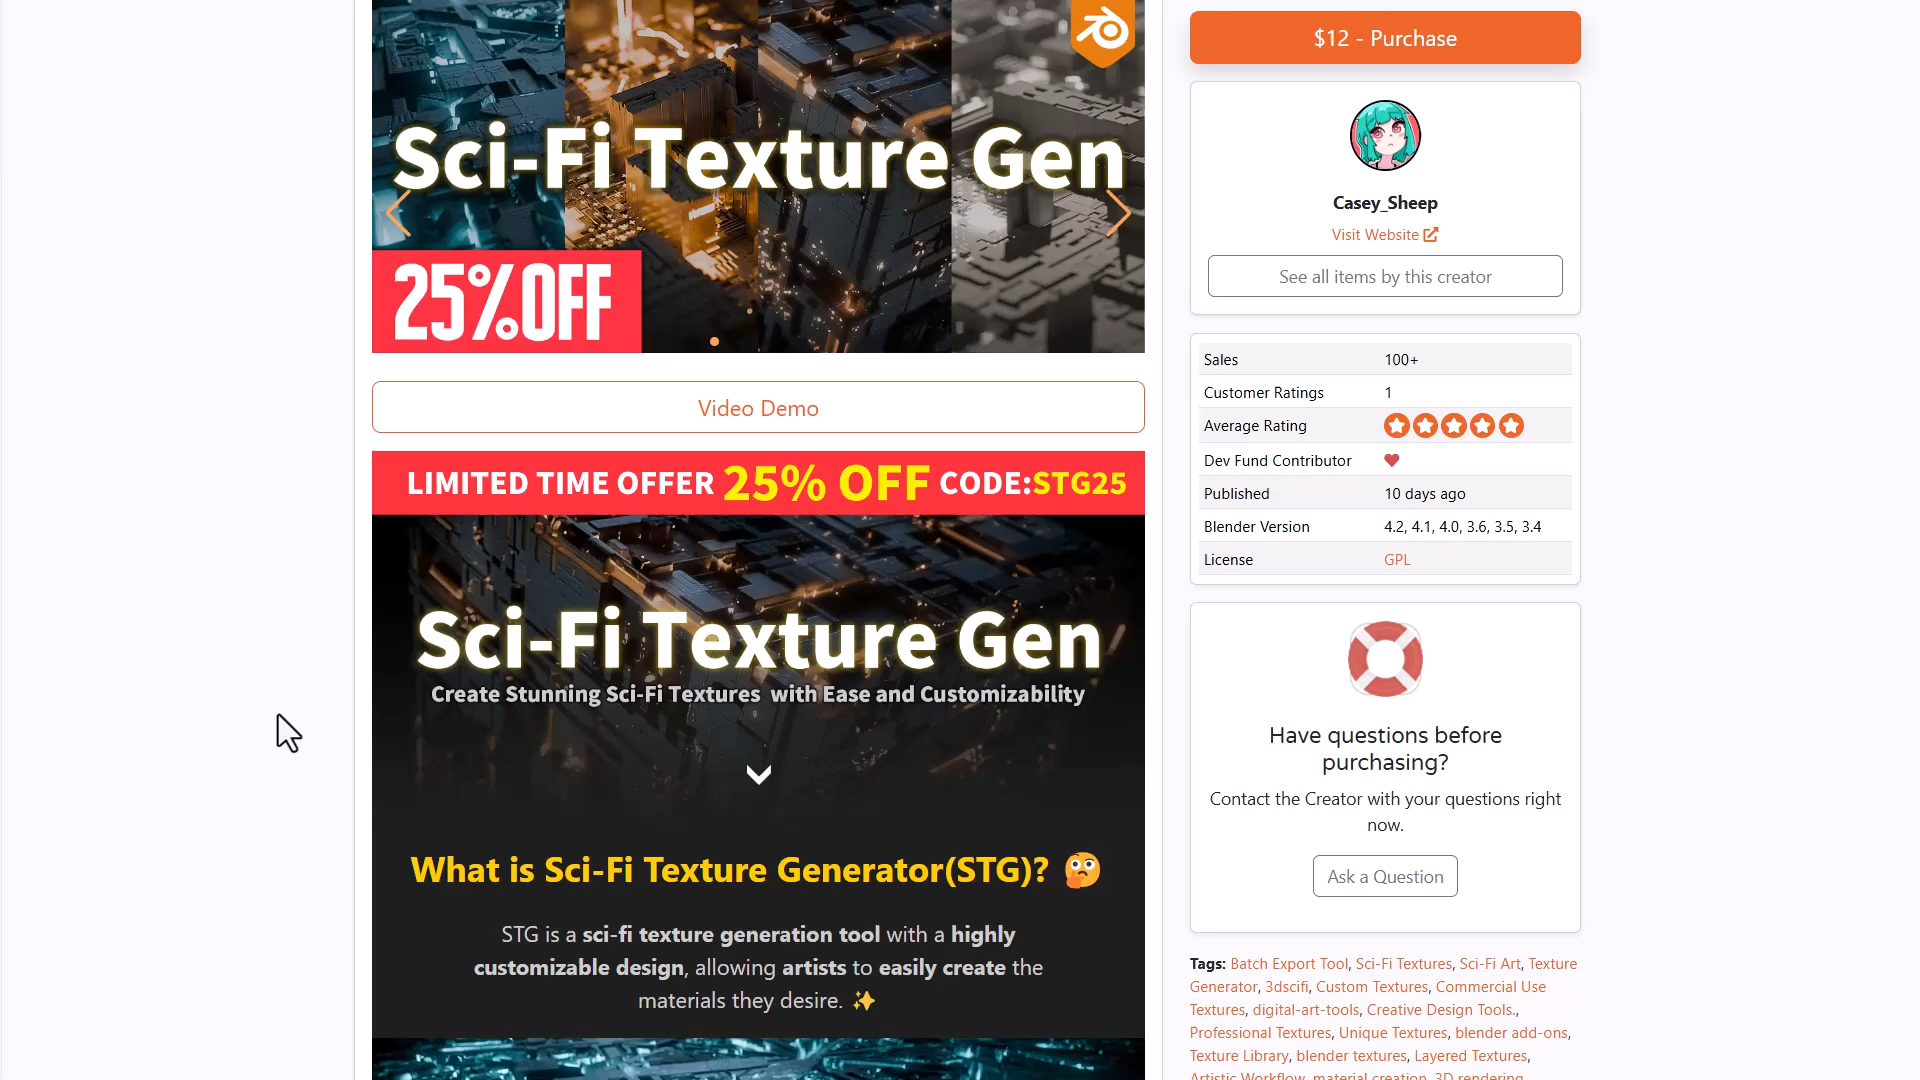 Sci-Fi Texture Gen
25%OFF
Video Demo
LIMITED TIME OFFER 25% OFF CODE:STG25
Sci-Fi Texture Gen
Create Stunning Sci-Fi Textures with Ease and Customizability
What is Sci-Fi Texture Generator(STG)? 🤔
STG is a sci-fi texture generation tool with a highly
customizable design, allowing artists to easily create the
materials they desire. ✨
$12 - Purchase
Casey_Sheep
Visit Website
See all items by this creator
Sales 100+
Customer Ratings 1
Average Rating
Dev Fund Contributor
Published 10 days ago
Blender Version 4.2, 4.1, 4.0, 3.6, 3.5, 3.4
License GPL
Have questions before
purchasing?
Contact the Creator with your questions right
now.
Ask a Question
Tags: Batch Export Tool, Sci-Fi Textures, Sci-Fi Art, Texture
Generator, 3dscifi, Custom Textures, Commercial Use
Textures, digital-art-tools, Creative Design Tools.,
Professional Textures, Unique Textures, blender add-ons,
Texture Library, blender textures, Layered Textures,
Artistic Workflow, material creation, 3D rendering